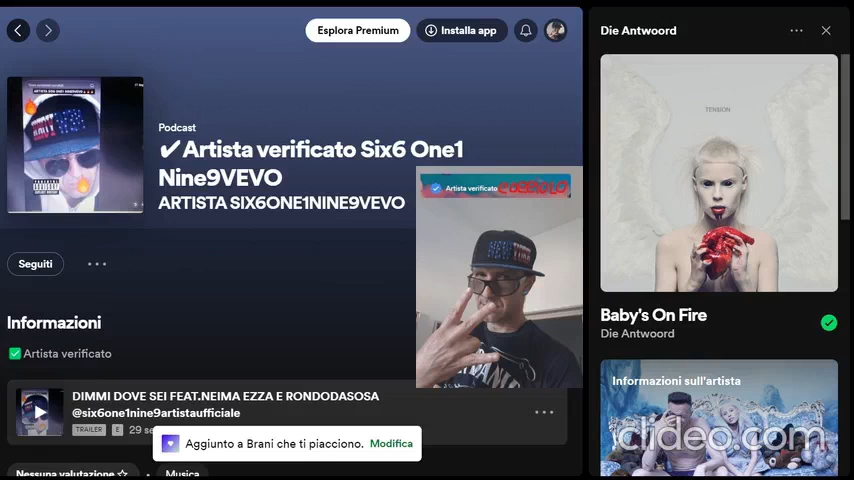 Esplora Premium
Installa app
Podcast
✔ Artista verificato Six6 One1
Nine9VEVO
ARTISTA SIX6ONE1NINE9VEVO
Artista verificato
Seguiti
Informazioni
Artista verificato
DIMMI DOVE SEI FEAT.NEIMA EZZA E RONDODASOSA
@six6one1nine9artistaufficiale
TRAILER E 29 se
Aggiunto a Brani che ti piacciono. Modifica
Nessuna valutazione
Musica
Die Antwoord
TENSION
Baby's On Fire
Die Antwoord
Informazioni sull'artista
clideo.com